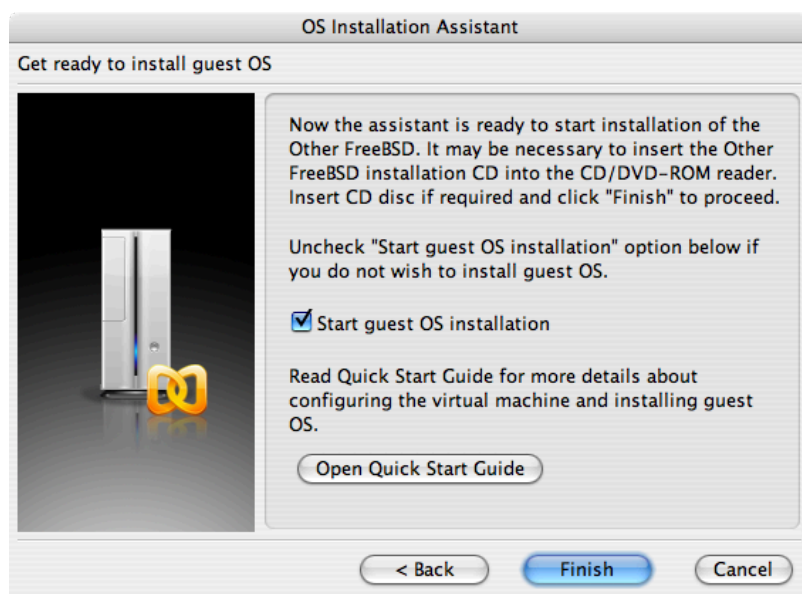 OS Installation Assistant
Get ready to install guest OS
Now the assistant is ready to start installation of the
Other FreeBSD. It may be necessary to insert the Other
FreeBSD installation CD into the CD/DVD-ROM reader.
Insert CD disc if required and click "Finish" to proceed.
Uncheck "Start guest OS installation" option below if
you do not wish to install guest OS.
Start guest OS installation
Read Quick Start Guide for more details about
configuring the virtual machine and installing guest
OS.
Open Quick Start Guide
< Back
Finish
Cancel